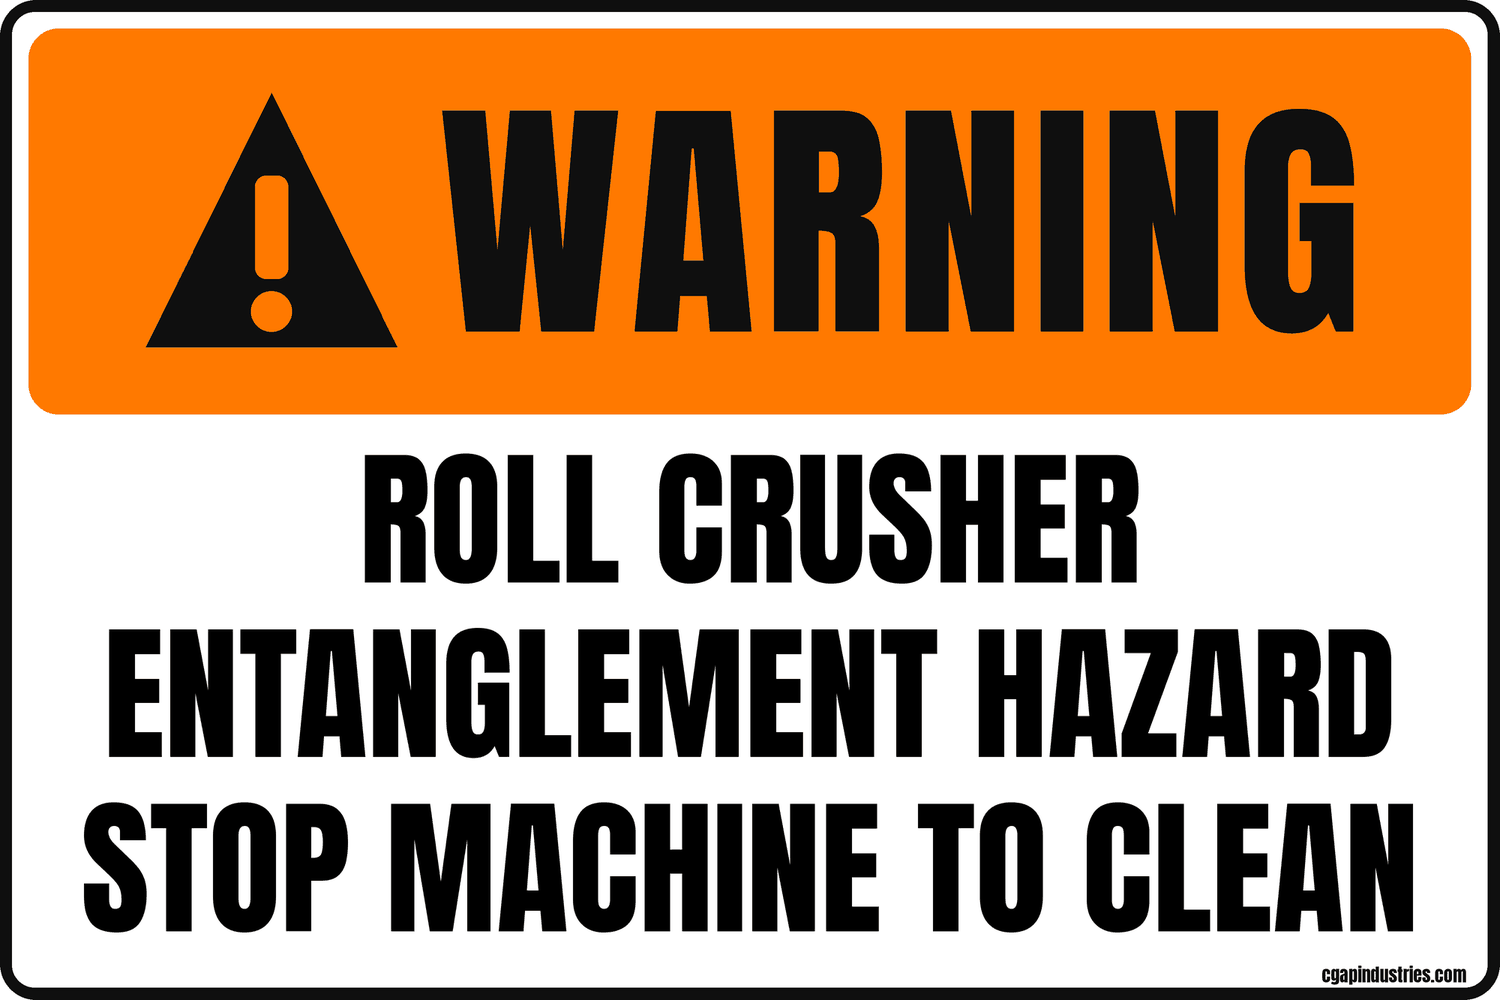 WARNING
ROLL CRUSHER
ENTANGLEMENT HAZARD
STOP MACHINE TO CLEAN
cgapindustries.com